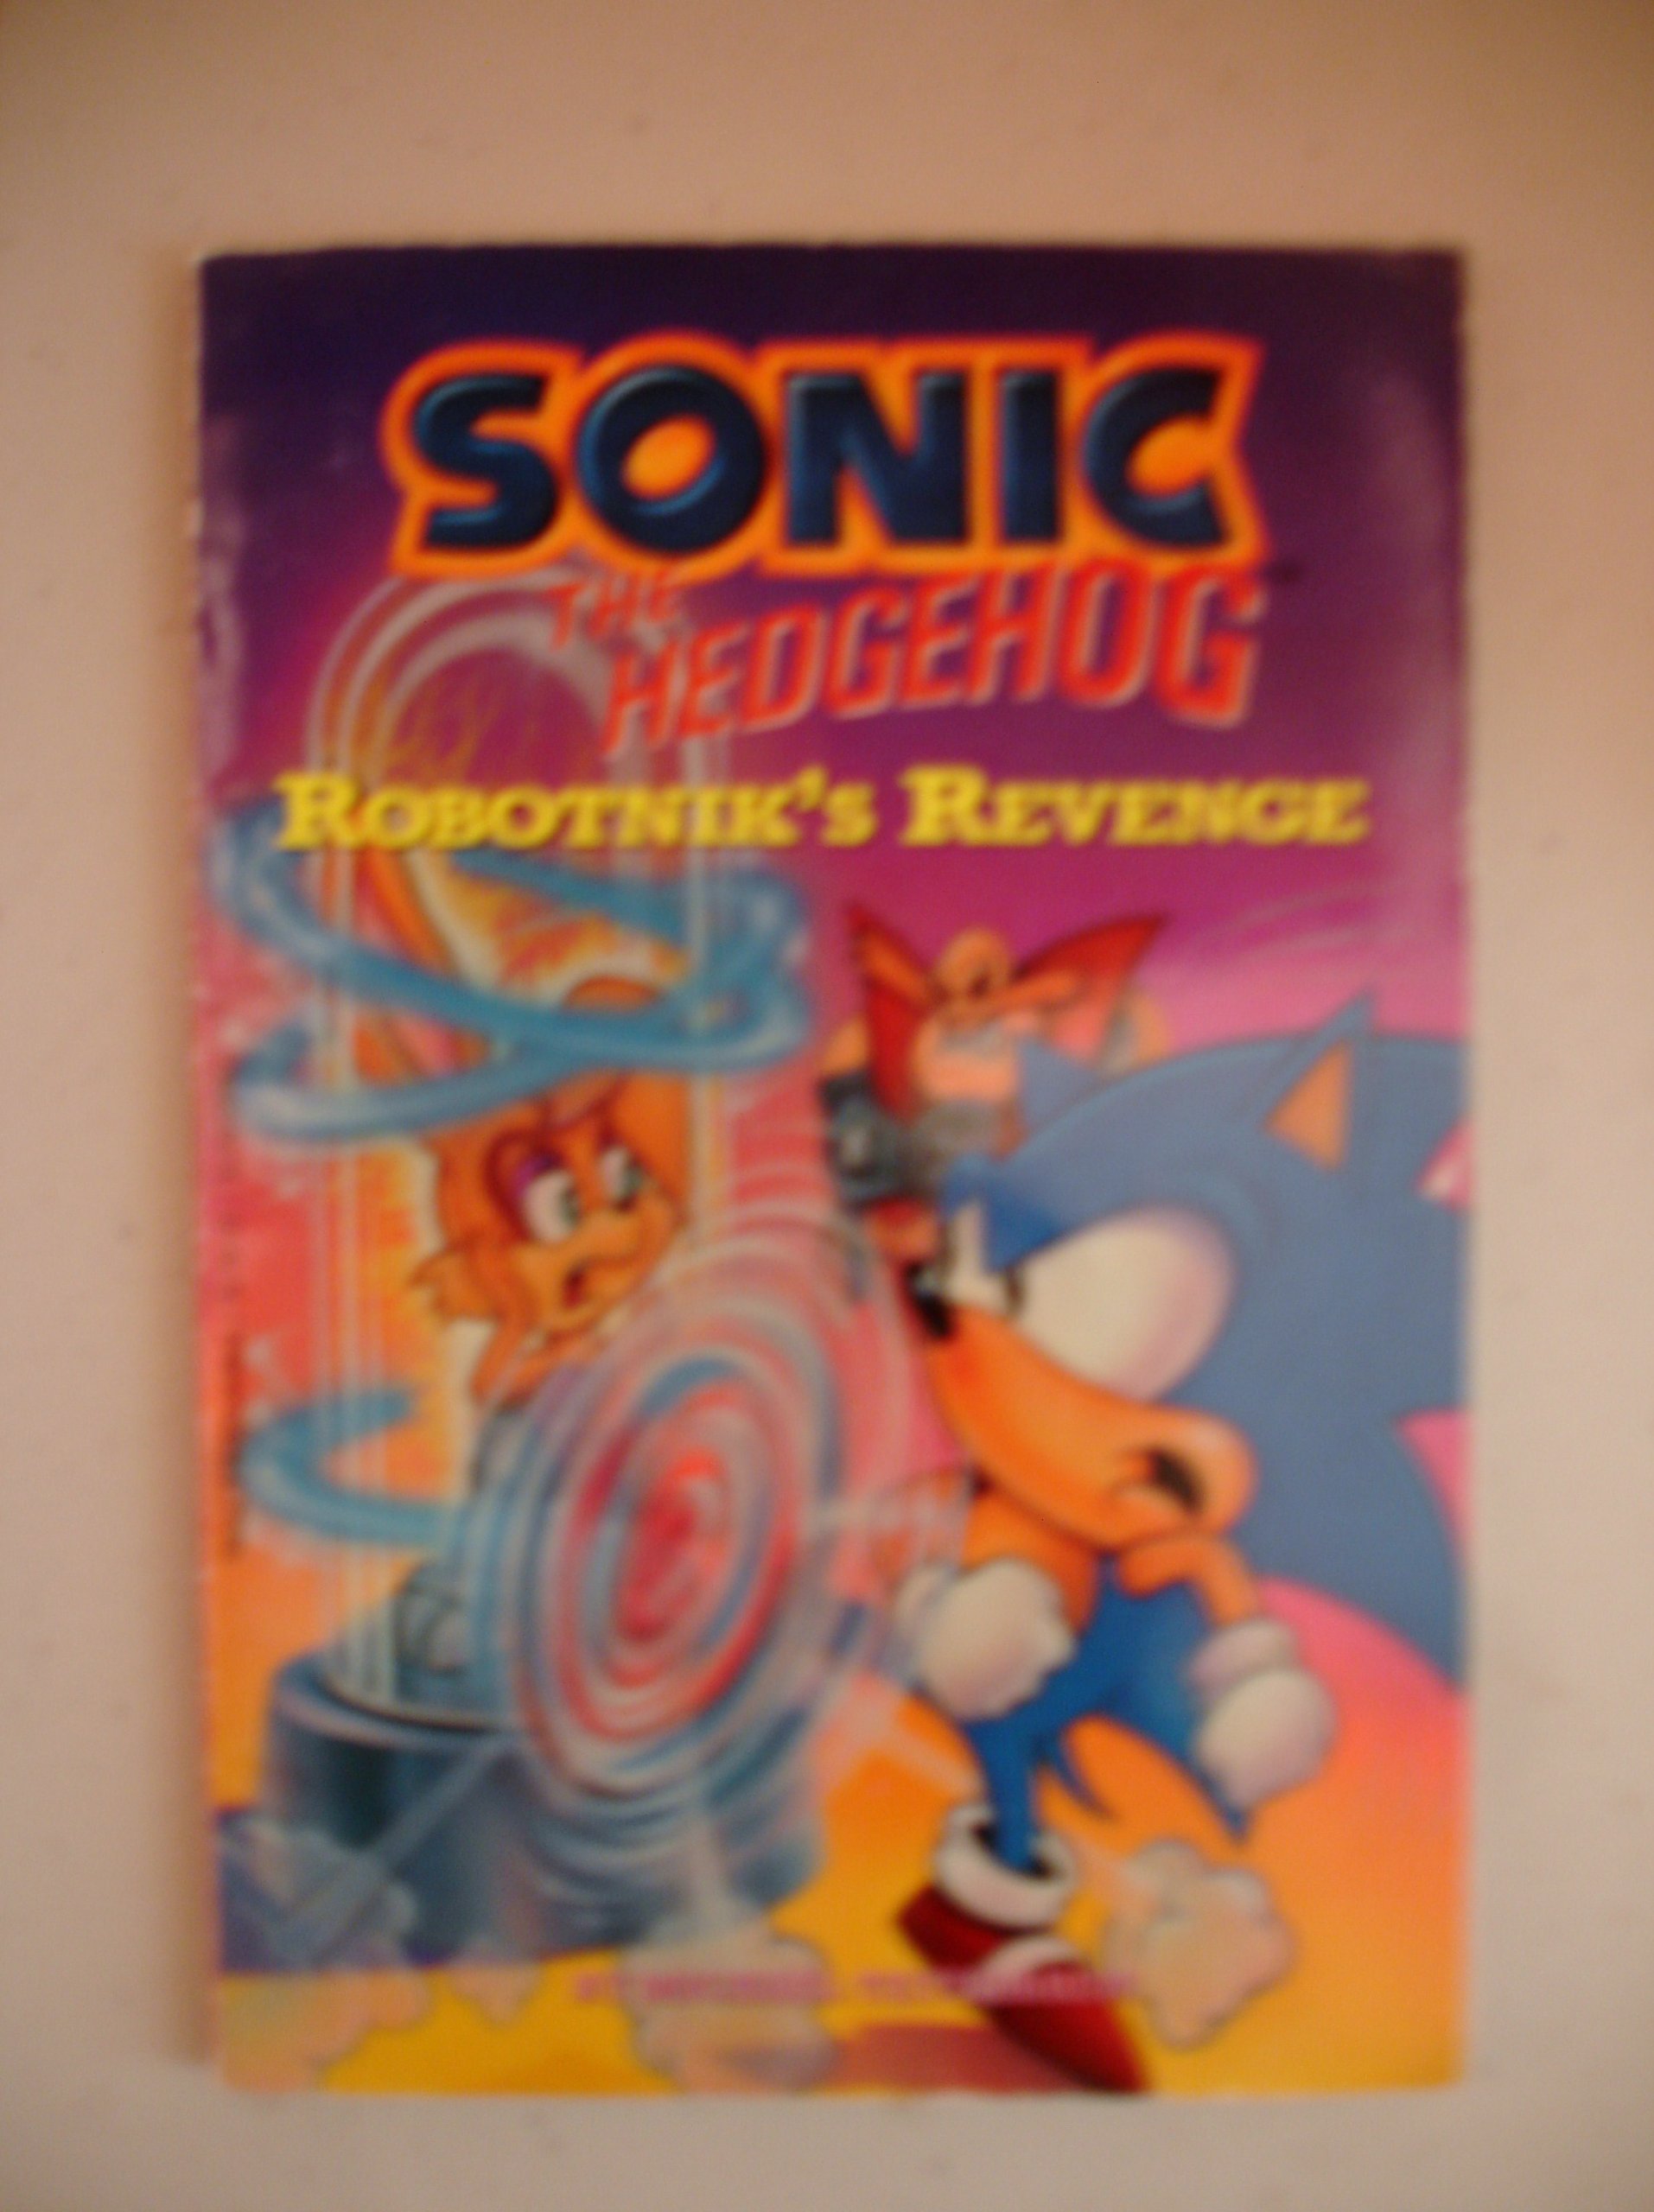 SONIC
THE
HEDGEHOG
ROBOTNIK'S REVENGE